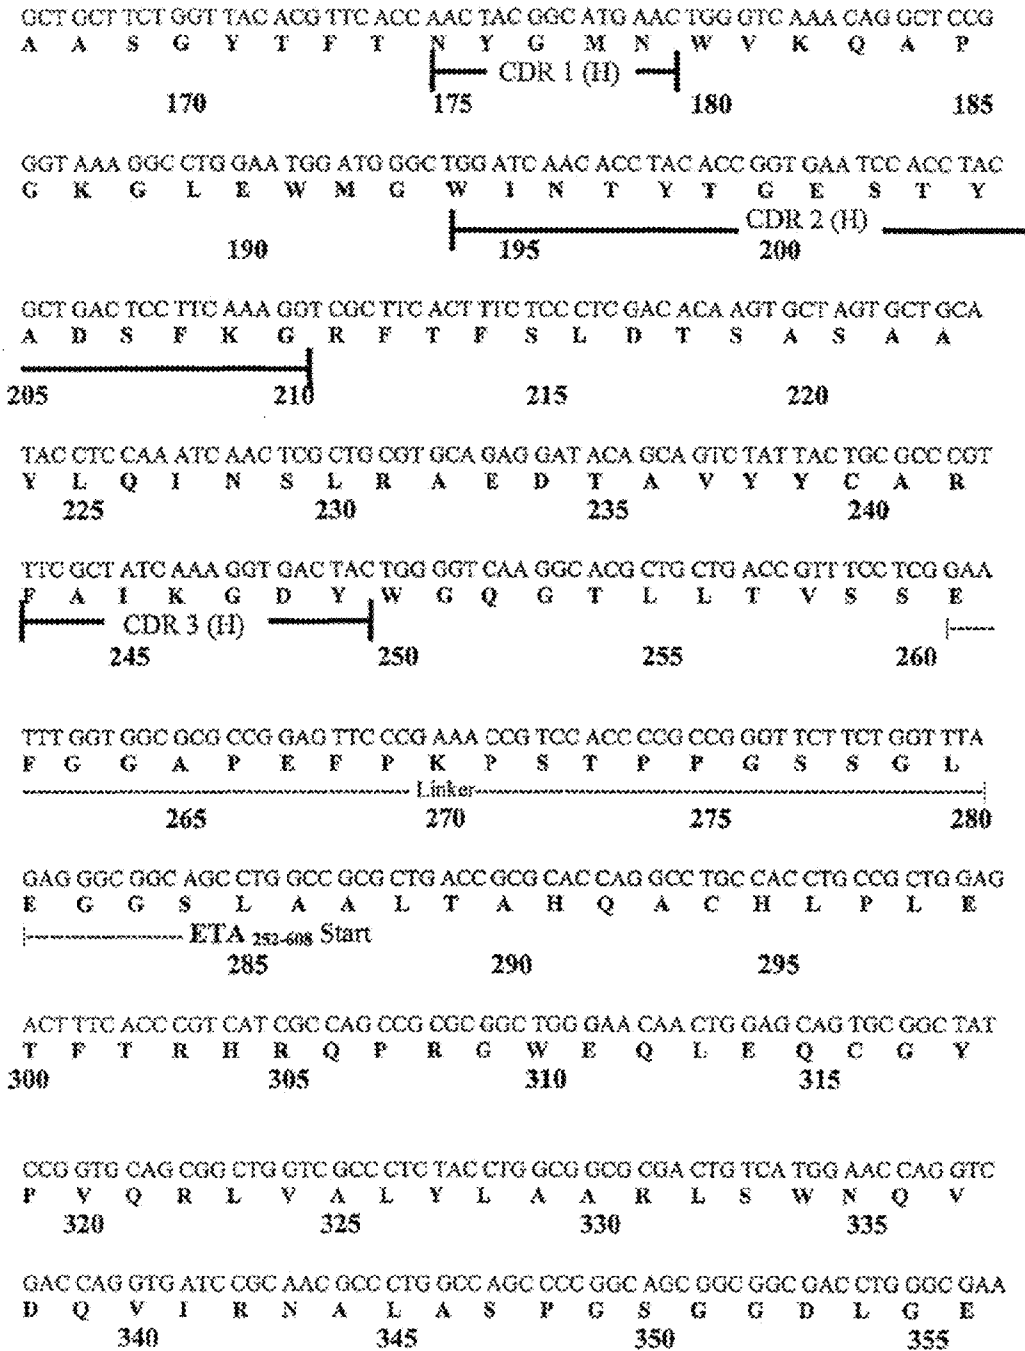 GCT GCT TCT GGT TAC ACG TTC ACC AAC TAC GGC ATG AAC TGG GTC AAA CAG GCT CCG
A A S G Y T F T N Y G M N W V K Q A P
CDR 1 (H)
170 175 180 185
GGT AAA GGC CTG GAA TGG ATG GGC TGG ATC AAC ACC TAC ACC GGT GAA TCC ACC TAC
G K G L E W M G W I N T Y T G E S T Y
CDR 2 (H)
190 195 200
GCT GAC TCC TTC AAA GGT CGC TTC ACT TTC TCC CTC GAC ACA AGT GCT AGT GCT GCA
A D S F K G R F T F S L D T S A S A A
205 210 215 220
TAC CTC CAA ATC AAC TCG CTG CGT GCA GAG GAT ACA GCA GTC TAT TAC TGC GCC CGT
Y L Q I N S L R A E D T A V Y Y C A R
225 230 235 240
TTC GCT ATC AAA GGT GAC TAC TGG GGT CAA GGC ACG CTG CTG ACC GTT TCC TCG GAA
F A I K G D Y W G Q G T L L T V S S E
CDR 3 (H)
245 250 255 260
TTT GGT GGC GCG CCG GAG TTC CCG AAA CCG TCC ACC CCG CCG GGT TCT TCT GGT TTA
F G G A P E F P K P S T P P G S S G L
Linker
265 270 275 280
GAG GGC GGC AGC CTG GCC GCG CTG ACC GCG CAC CAG GCC TGC CAC CTG CCG CTG GAG
E G G S L A A L T A H Q A C H L P L E
ETA 252-608 Start
285 290 295
ACT TTC ACC CGT CAT CGC CAG CCG CGC GGC TGG GAA CAA CTG GAG CAG TGC GGC TAT
T F T R H R Q P R G W E Q L E Q C G Y
300 305 310 315
CCG GTG CAG CGG CTG GTC GCC CTC TAC CTG GCG GCG CGA CTG TCA TGG AAC CAG GTC
P V Q R L V A L Y L A A R L S W N Q V
320 325 330 335
GAC CAG GTG ATC CGC AAC GCC CTG GCC AGC CCC GGC AGC GGC GGC GAC CTG GGC GAA
D Q V I R N A L A S P G S G G D L G E
340 345 350 355